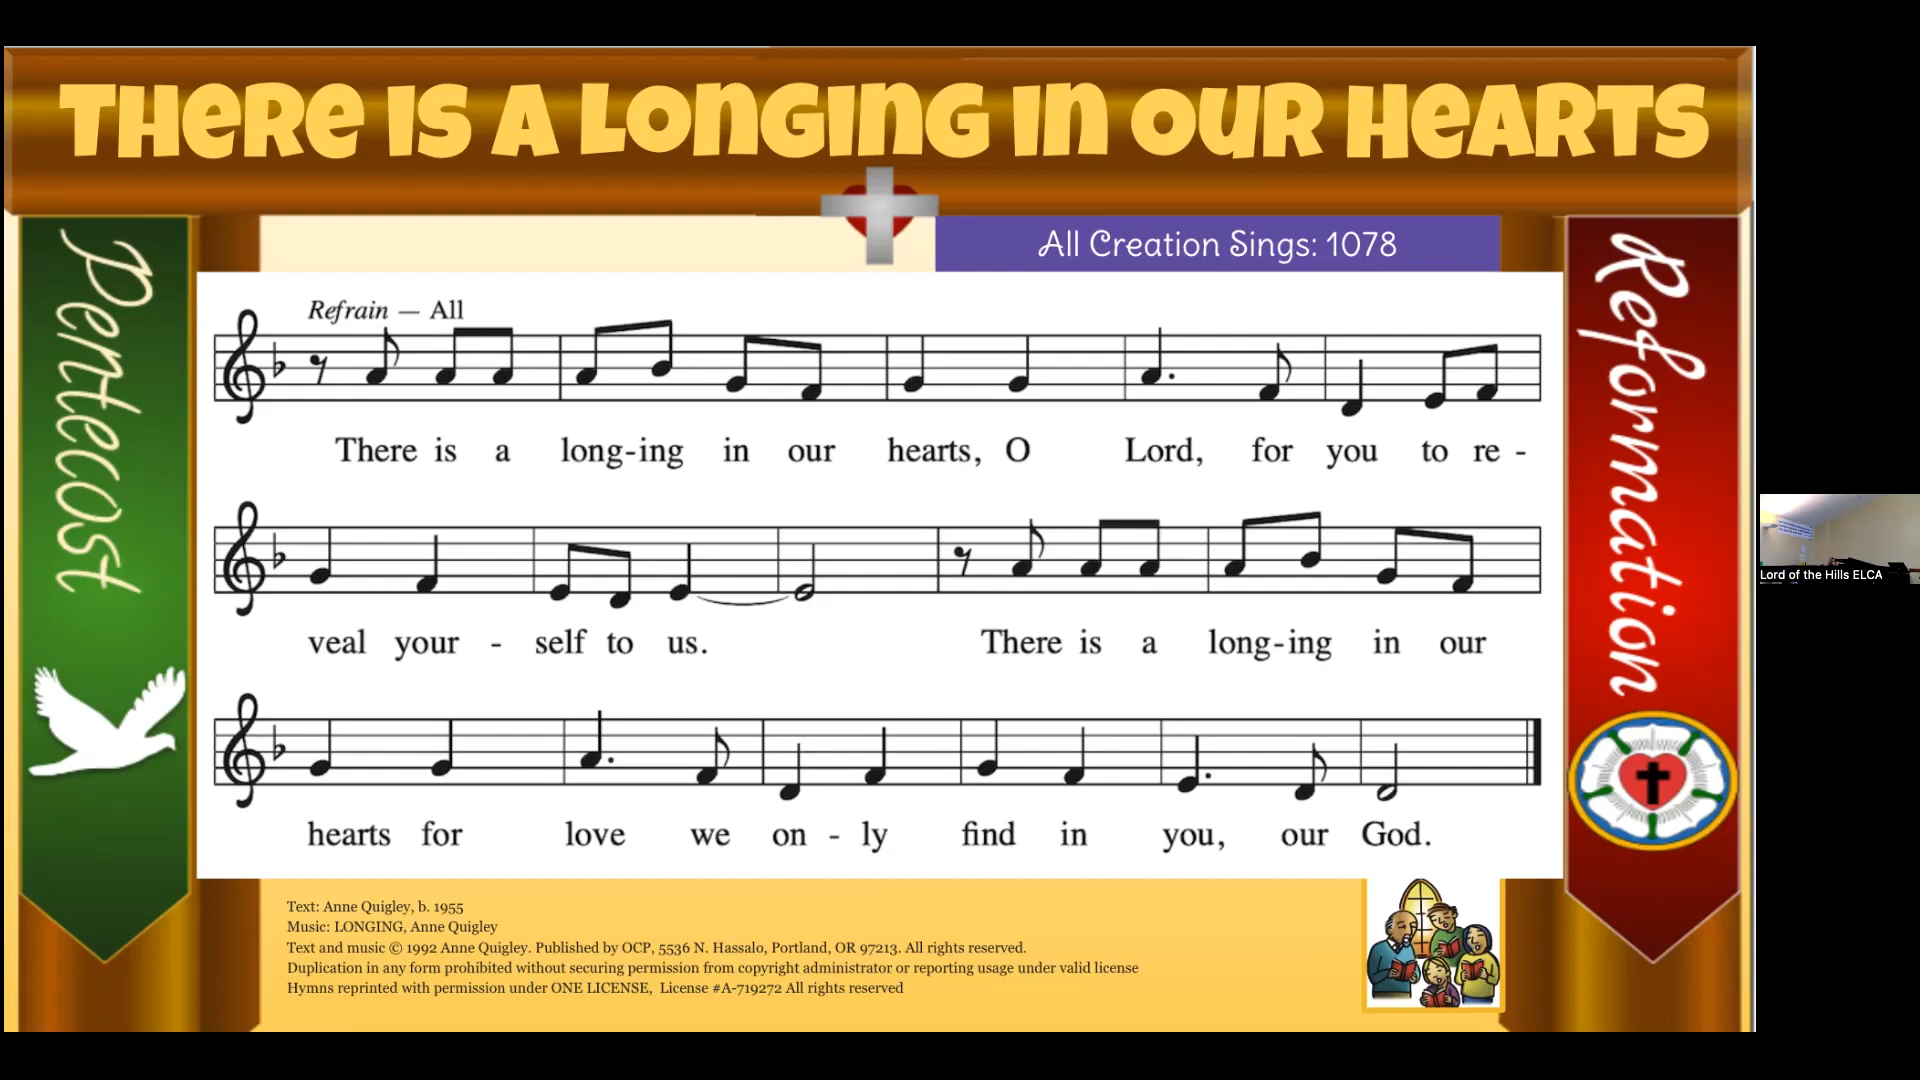 THERE IS A LONGING IN OUR HEARTS
All Creation Sings: 1078
Pentecost
Reformation
Refrain — All
There is a long-ing in our hearts, O Lord, for you to re -
veal your - self to us. There is a long-ing in our
hearts for love we on - ly find in you, our God.
Text: Anne Quigley, b. 1955
Music: LONGING, Anne Quigley
Text and music © 1992 Anne Quigley. Published by OCP, 5536 N. Hassalo, Portland, OR 97213. All rights reserved.
Duplication in any form prohibited without securing permission from copyright administrator or reporting usage under valid license
Hymns reprinted with permission under ONE LICENSE, License #A-719272 All rights reserved
Lord of the Hills ELCA